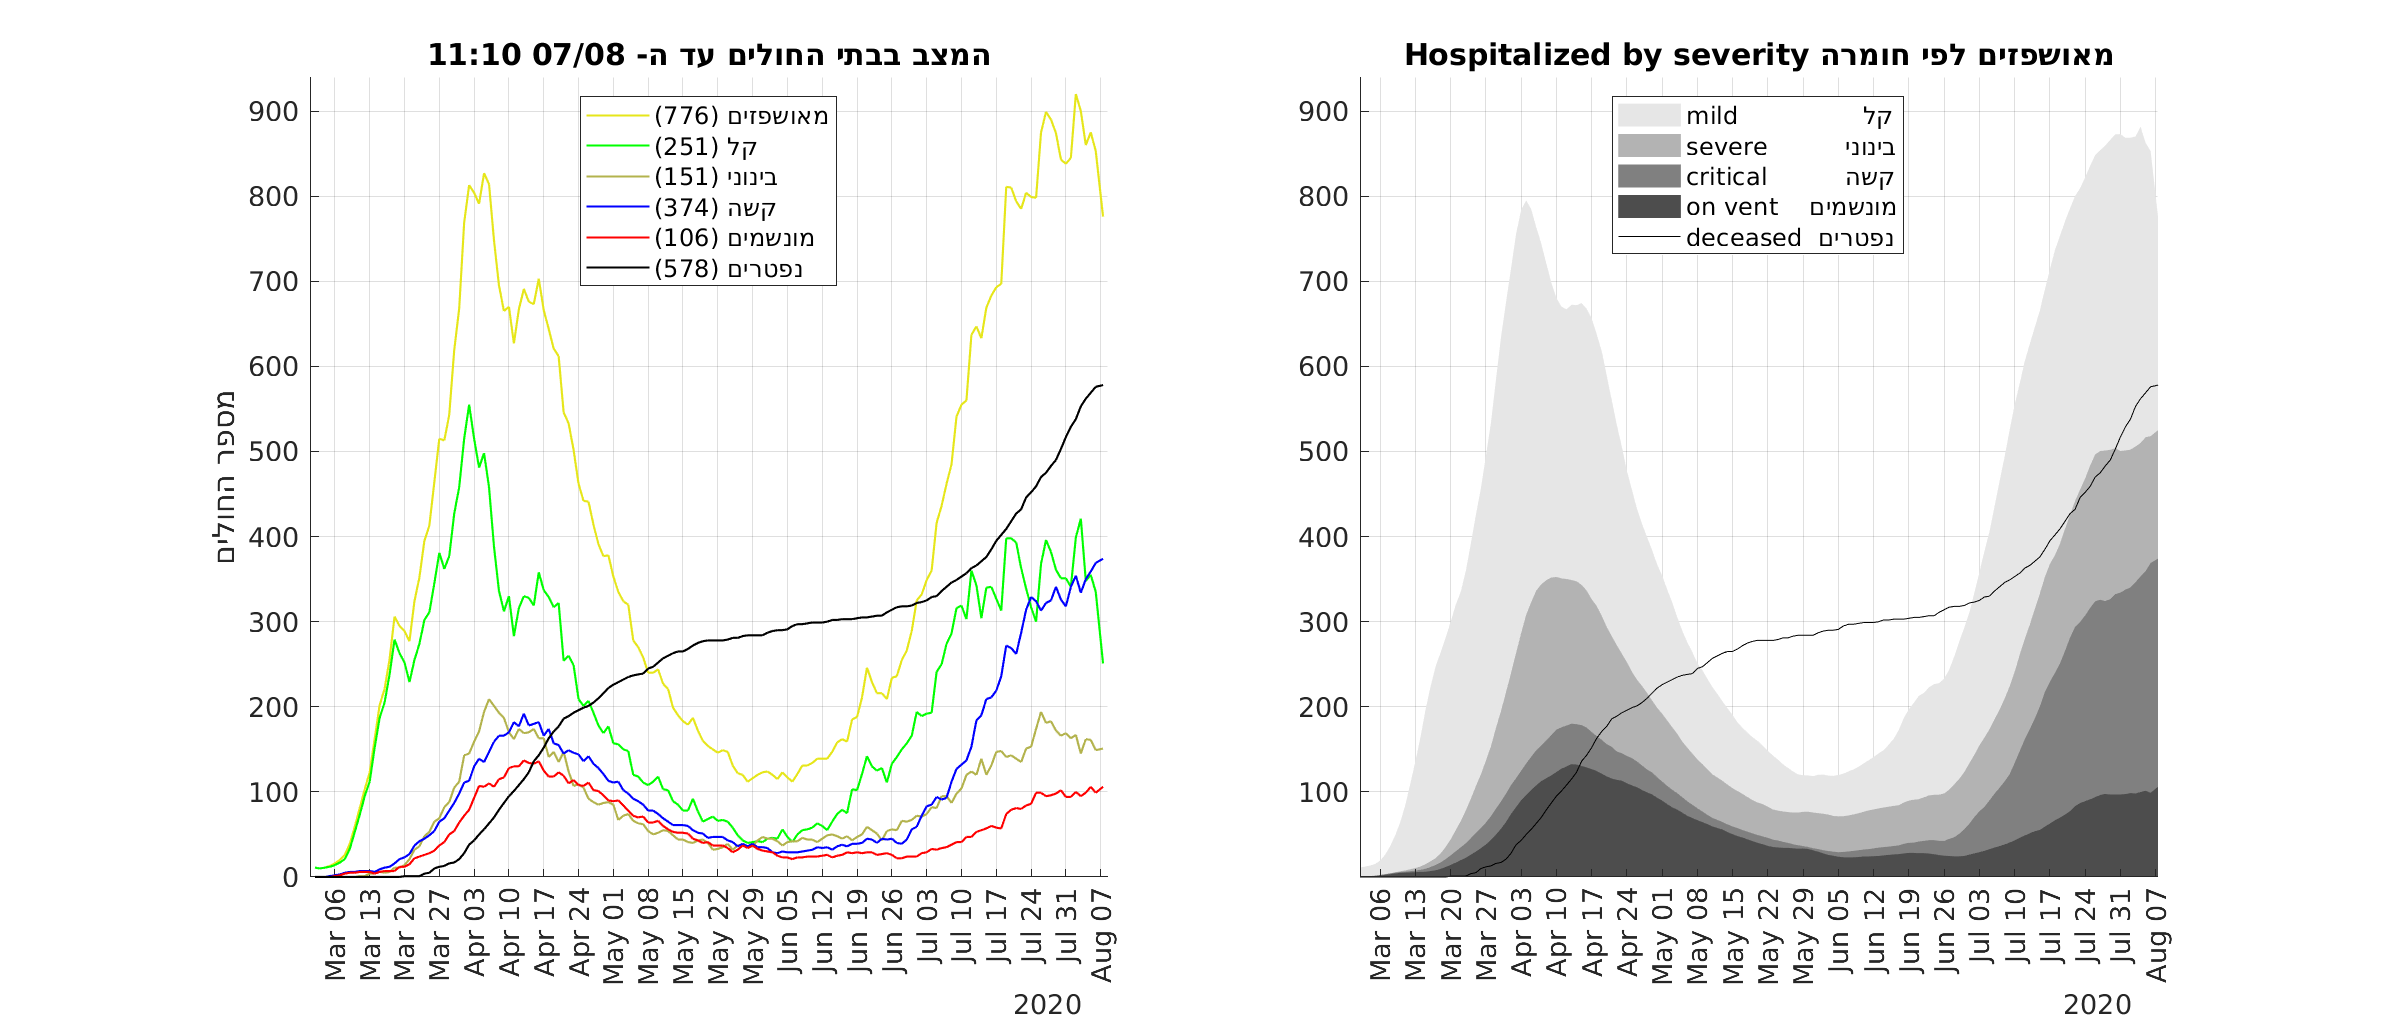 המצב בבתי החולים עד ה- 07/08 11:10
מספר החולים
900
800
700
600
500
400
300
200
100
0
מאושפזים (776)
קל (251)
בינוני (151)
קשה (374)
מונשמים (106)
נפטרים (578)
Mar 06
Mar 13
Mar 20
Mar 27
Apr 03
Apr 10
Apr 17
Apr 24
May 01
May 08
May 15
May 22
May 29
Jun 05
Jun 12
Jun 19
Jun 26
Jul 03
Jul 10
Jul 17
Jul 24
Jul 31
Aug 07
2020
Hospitalized by severity מאושפזים לפי חומרה
900
800
700
600
500
400
300
200
100
mild קל
severe בינוני
critical קשה
on vent מונשמים
deceased נפטרים
Mar 06
Mar 13
Mar 20
Mar 27
Apr 03
Apr 10
Apr 17
Apr 24
May 01
May 08
May 15
May 22
May 29
Jun 05
Jun 12
Jun 19
Jun 26
Jul 03
Jul 10
Jul 17
Jul 24
Jul 31
Aug 07
2020